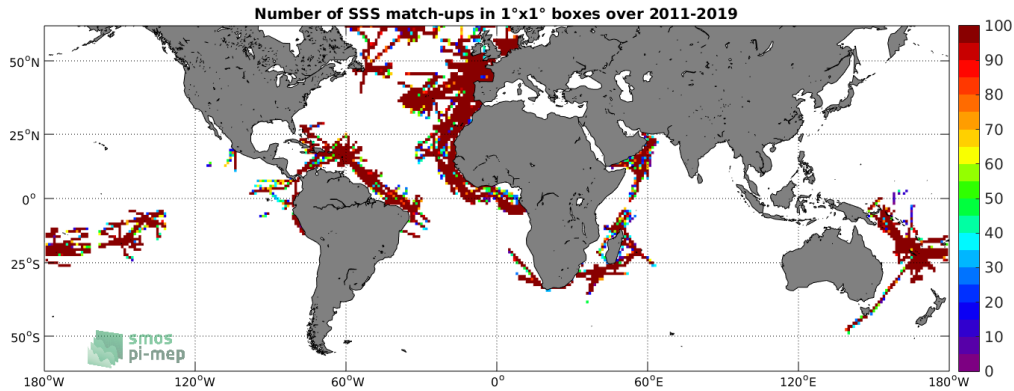 Number of SSS match-ups in 1°x1° boxes over 2011-2019
50°N
25°N
0°
25°S
50°S
180°W 120°W 60°W 0° 60°E 120°E 180°W
100
90
80
70
60
50
40
30
20
10
0
smos
pi-mep